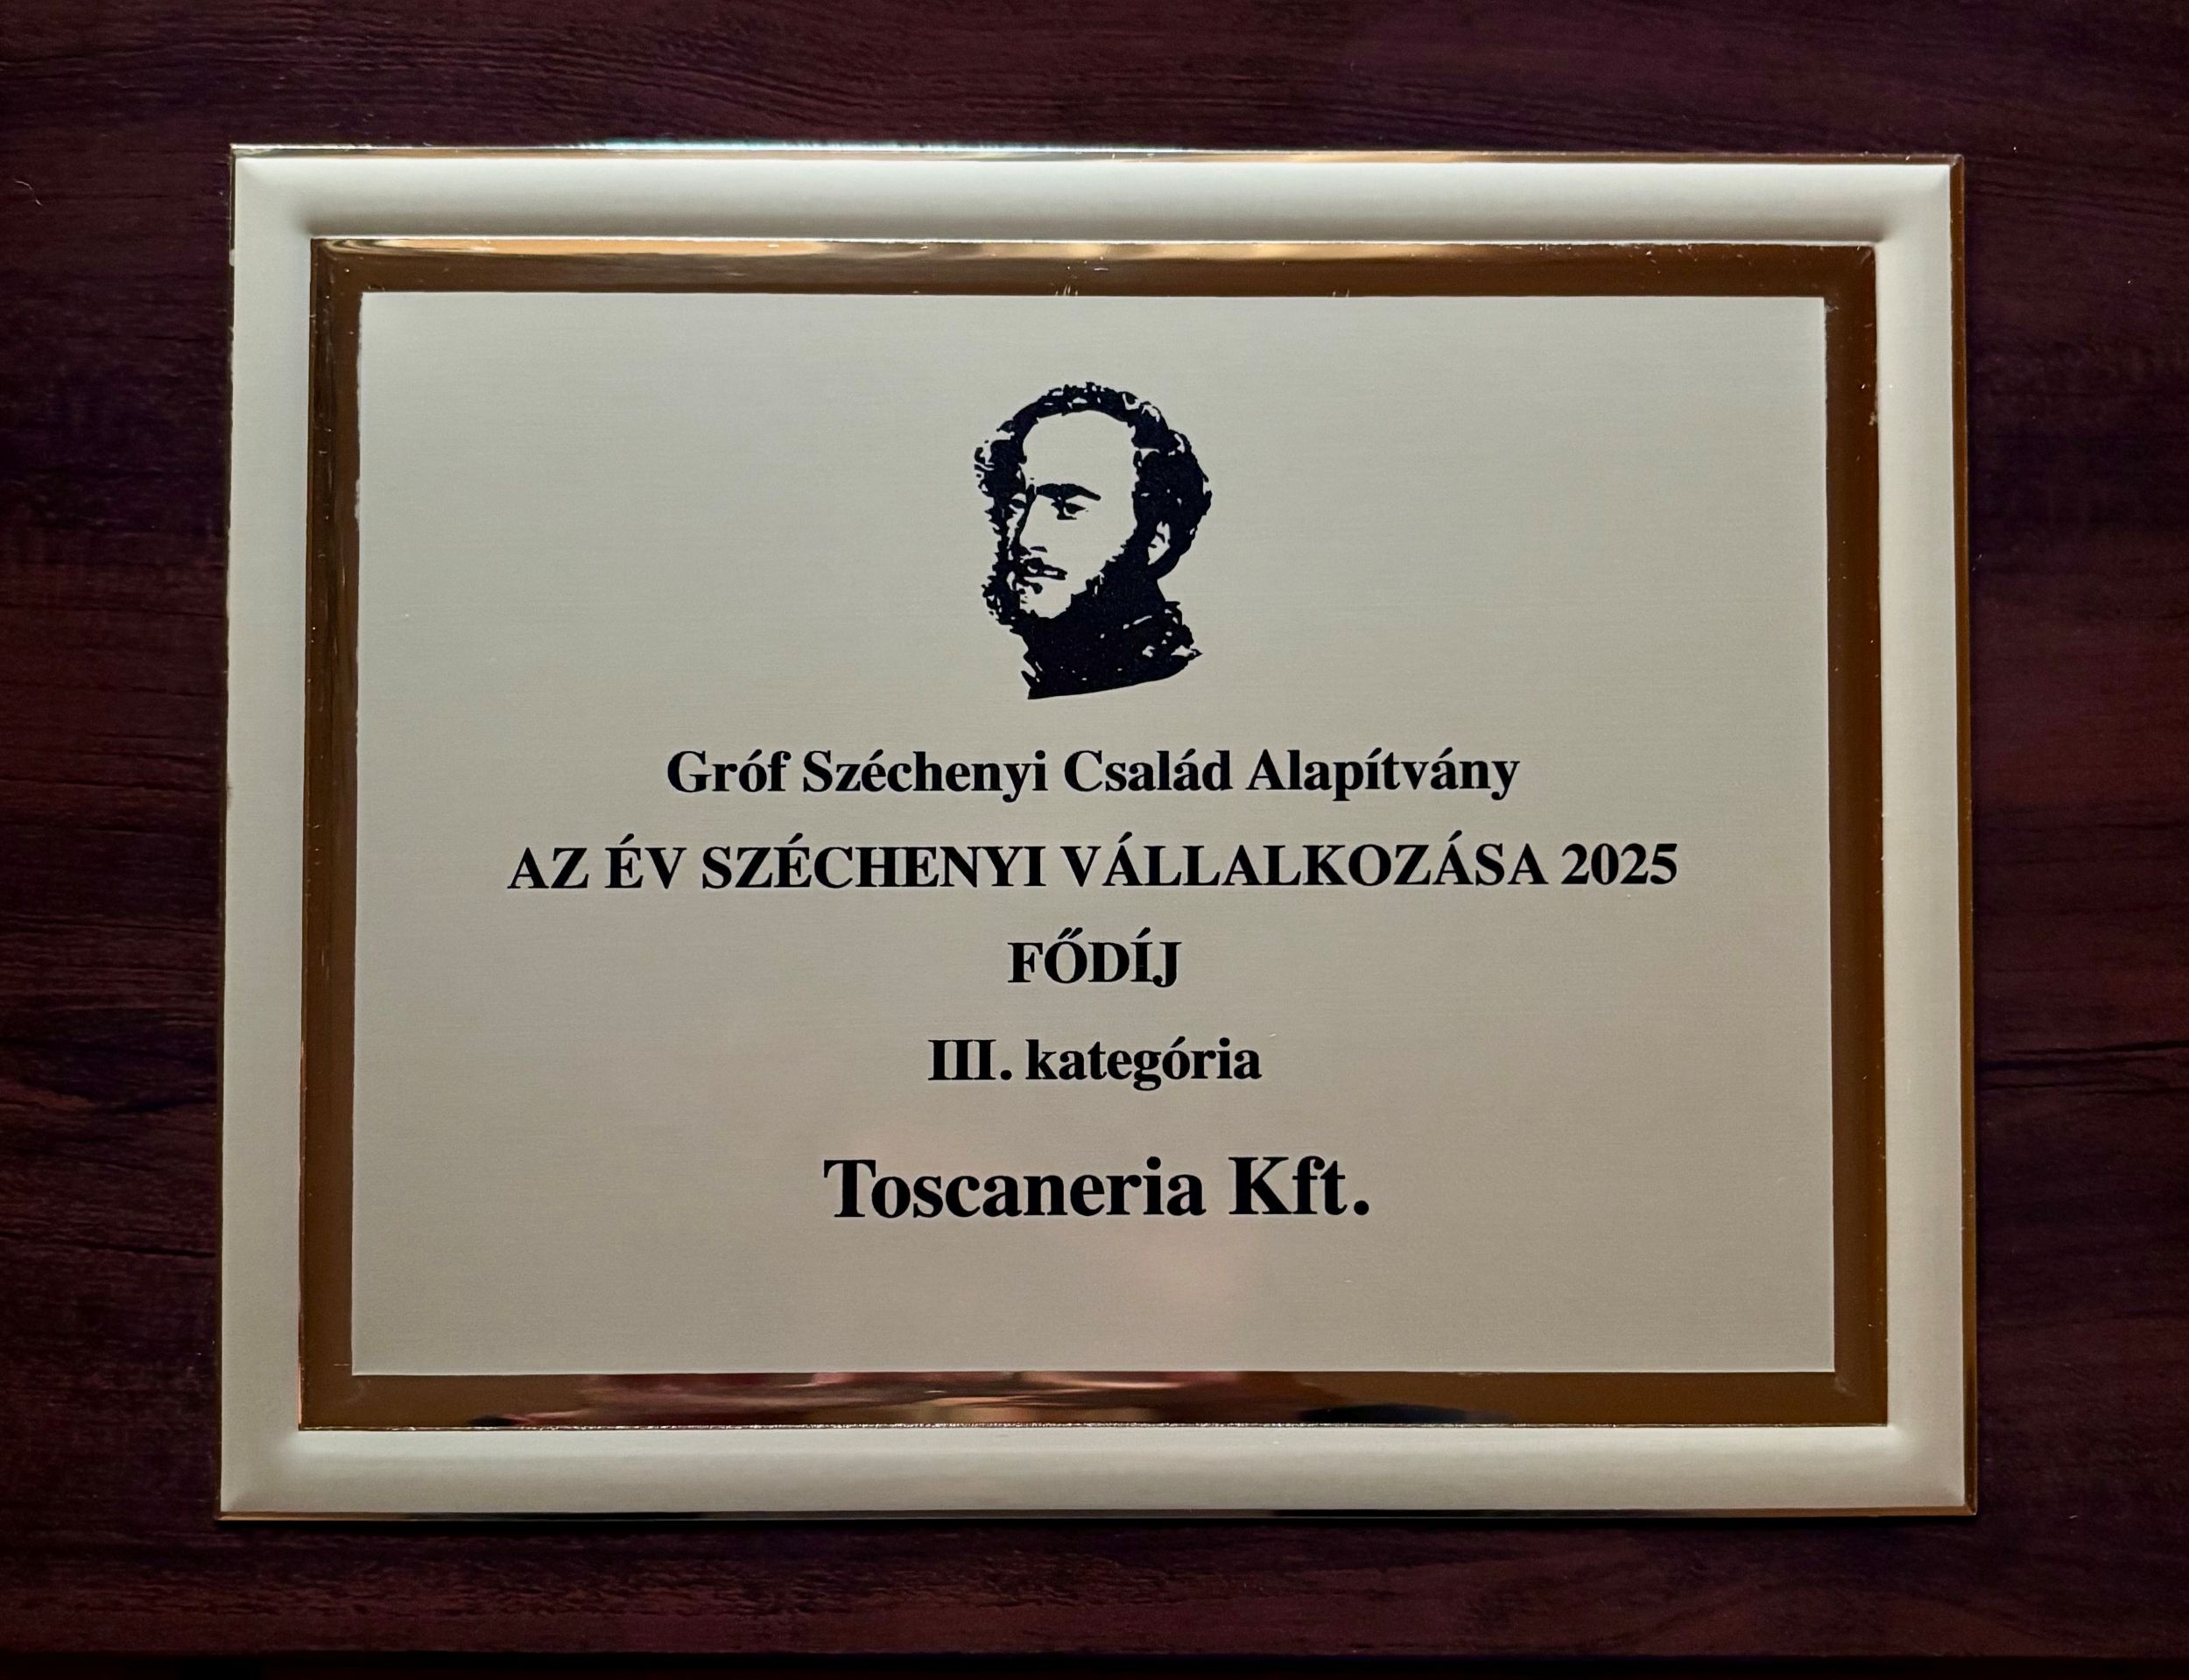 Gróf Széchenyi Család Alapítvány
AZ ÉV SZÉCHENYI VÁLLALKOZÁSA 2025
FŐDÍJ
III. kategória
Toscaneria Kft.